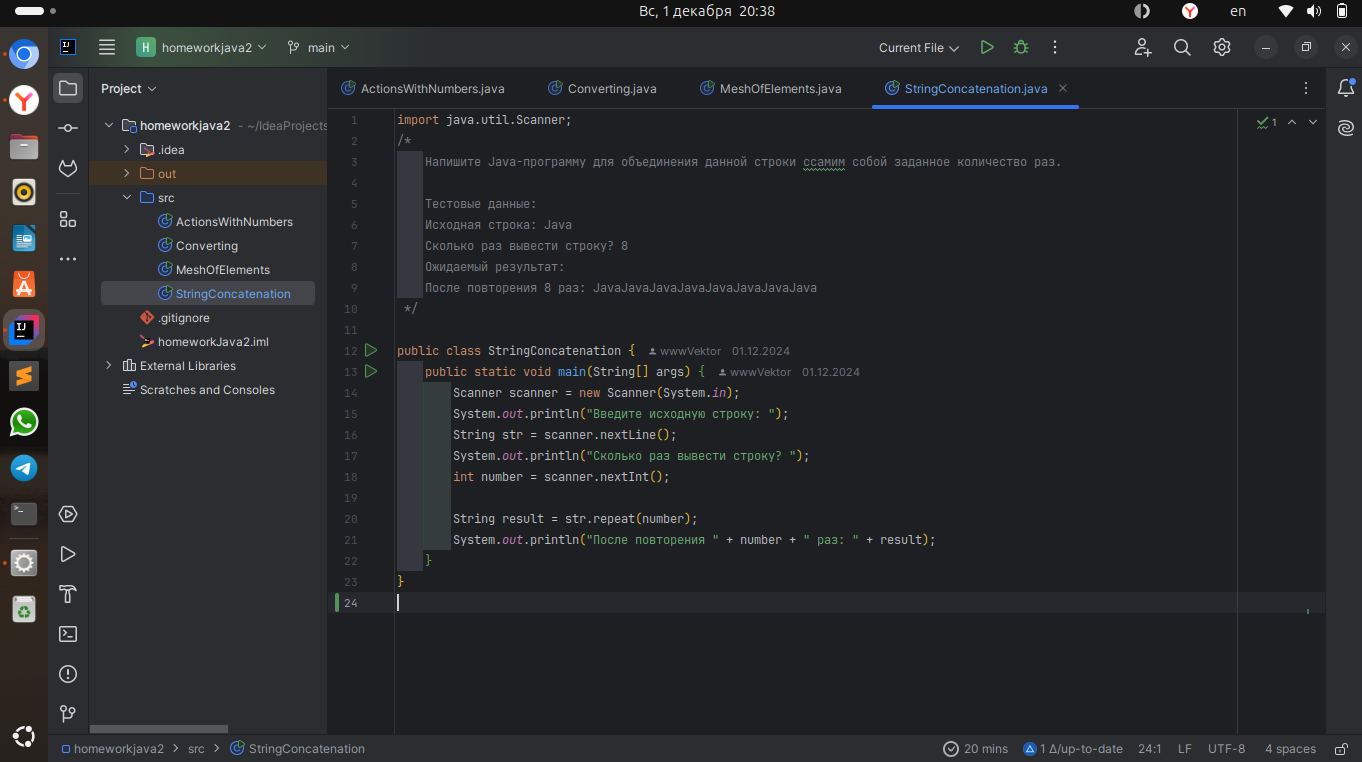 Вс, 1 декабря 20:38
en
H homeworkjava2 main Current File
Project
ActionsWithNumbers.java Converting.java MeshOfElements.java StringConcatenation.java
homeworkjava2 - ~/IdeaProjects
.idea
out
src
ActionsWithNumbers
Converting
MeshOfElements
StringConcatenation
.gitignore
homeworkJava2.iml
External Libraries
Scratches and Consoles
1
1 import java.util.Scanner;
2 /*
3 Напишите Java-программу для объединения данной строки ссамим собой заданное количество раз.
4
5 Тестовые данные:
6 Исходная строка: Java
7 Сколько раз вывести строку? 8
8 Ожидаемый результат:
9 После повторения 8 раз: JavaJavaJavaJavaJavaJavaJavaJava
10 */
11
12 public class StringConcatenation { wwwVektor 01.12.2024
13 public static void main(String[] args) { wwwVektor 01.12.2024
14 Scanner scanner = new Scanner(System.in);
15 System.out.println("Введите исходную строку: ");
16 String str = scanner.nextLine();
17 System.out.println("Сколько раз вывести строку? ");
18 int number = scanner.nextInt();
19
20 String result = str.repeat(number);
21 System.out.println("После повторения " + number + " раз: " + result);
22 }
23 }
24
homeworkjava2 > src > StringConcatenation
20 mins 1 Δ/up-to-date 24:1 LF UTF-8 4 spaces